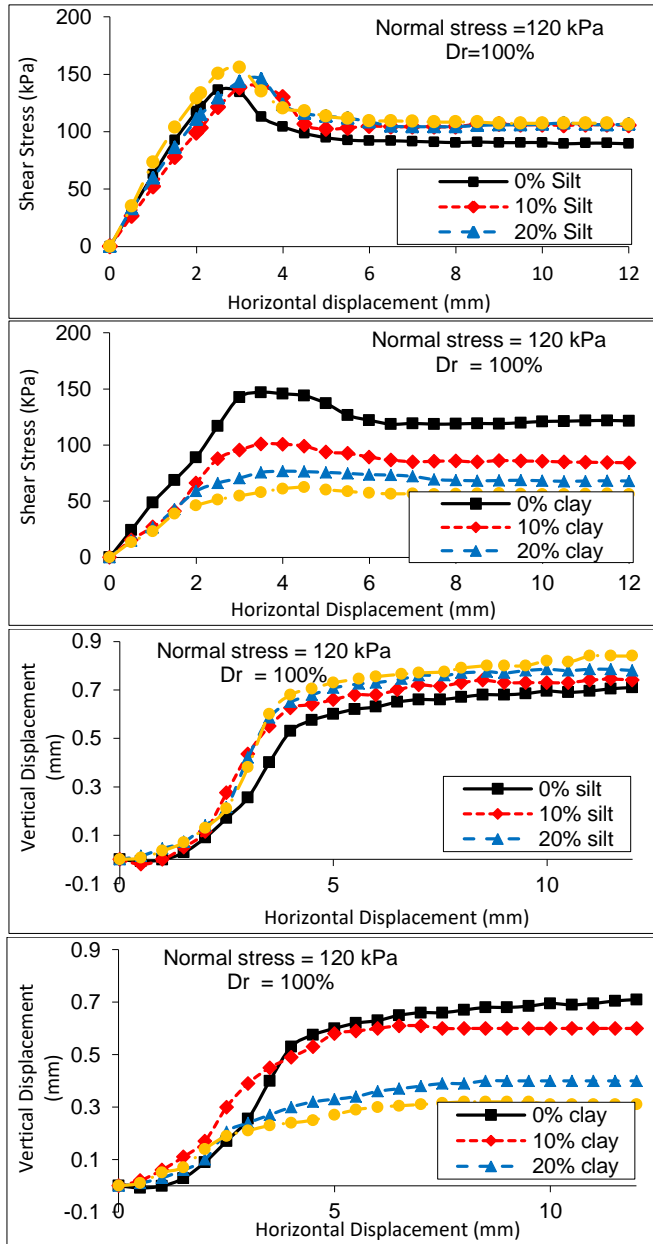 Normal stress =120 kPa
Dr=100%
Shear Stress (kPa)
200
150
100
50
0
0% Silt
10% Silt
20% Silt
0 2 4 6 8 10 12
Horizontal displacement (mm)
Normal stress = 120 kPa
Dr = 100%
Shear Stress (KPa)
200
150
100
50
0
0% clay
10% clay
20% clay
0 2 4 6 8 10 12
Horizontal Displacement (mm)
Normal stress = 120 kPa
Dr = 100%
Vertical Displacement
(mm)
0.9
0.7
0.5
0.3
0.1
-0.1
0% silt
10% silt
20% silt
0 5 10
Horizontal Displacement (mm)
Normal stress = 120 kPa
Dr = 100%
Vertical Displacement
(mm)
0.9
0.7
0.5
0.3
0.1
-0.1
0% clay
10% clay
20% clay
0 5 10
Horizontal Displacement (mm)